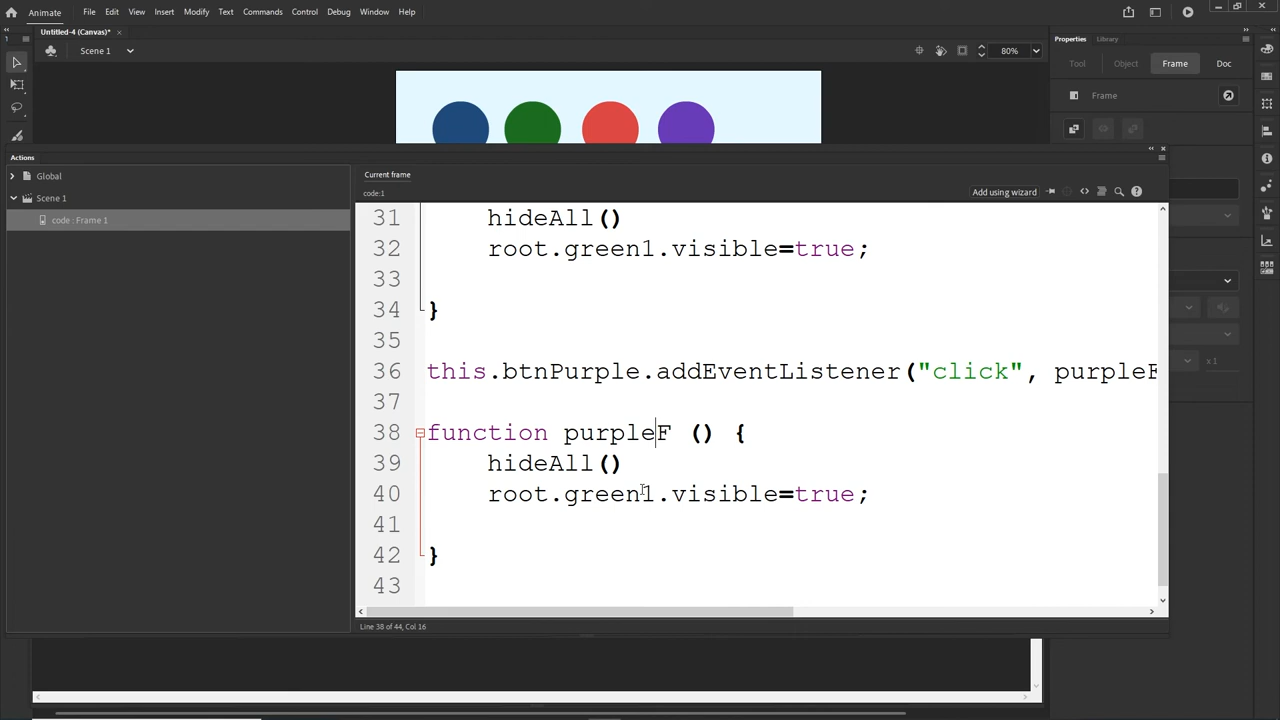 Animate File Edit View Insert Modify Text Commands Control Debug Window Help
Untitled-4 (Canvas)*
Scene 1
80%
Properties Library
Tool Object Frame Doc
Frame
Actions
Global
Scene 1
code : Frame 1
Current frame
code:1
Add using wizard
31 hideAll()
32 root.green1.visible=true;
33
34 }
35
36 this.btnPurple.addEventListener("click", purpleF
37
38 function purpleF () {
39 hideAll()
40 root.green1.visible=true;
41
42 }
43
Line 38 of 44, Col 16
x 1